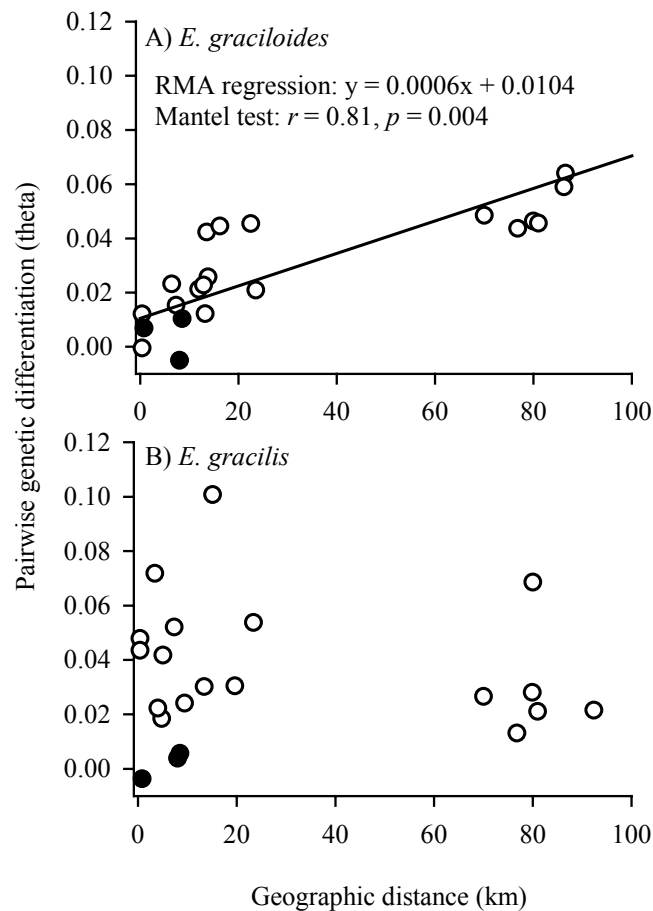 0.12
0.10
0.08
0.06
0.04
0.02
0.00
A) E. graciloides
RMA regression: y = 0.0006x + 0.0104
Mantel test: r = 0.81, p = 0.004
0 20 40 60 80 100
Pairwise genetic differentiation (theta)
0.12
0.10
0.08
0.06
0.04
0.02
0.00
B) E. gracilis
0 20 40 60 80 100
Geographic distance (km)